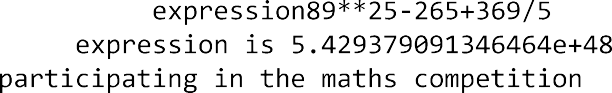 expression89**25-265+369/5
expression is 5.429379091346464e+48
participating in the maths competition